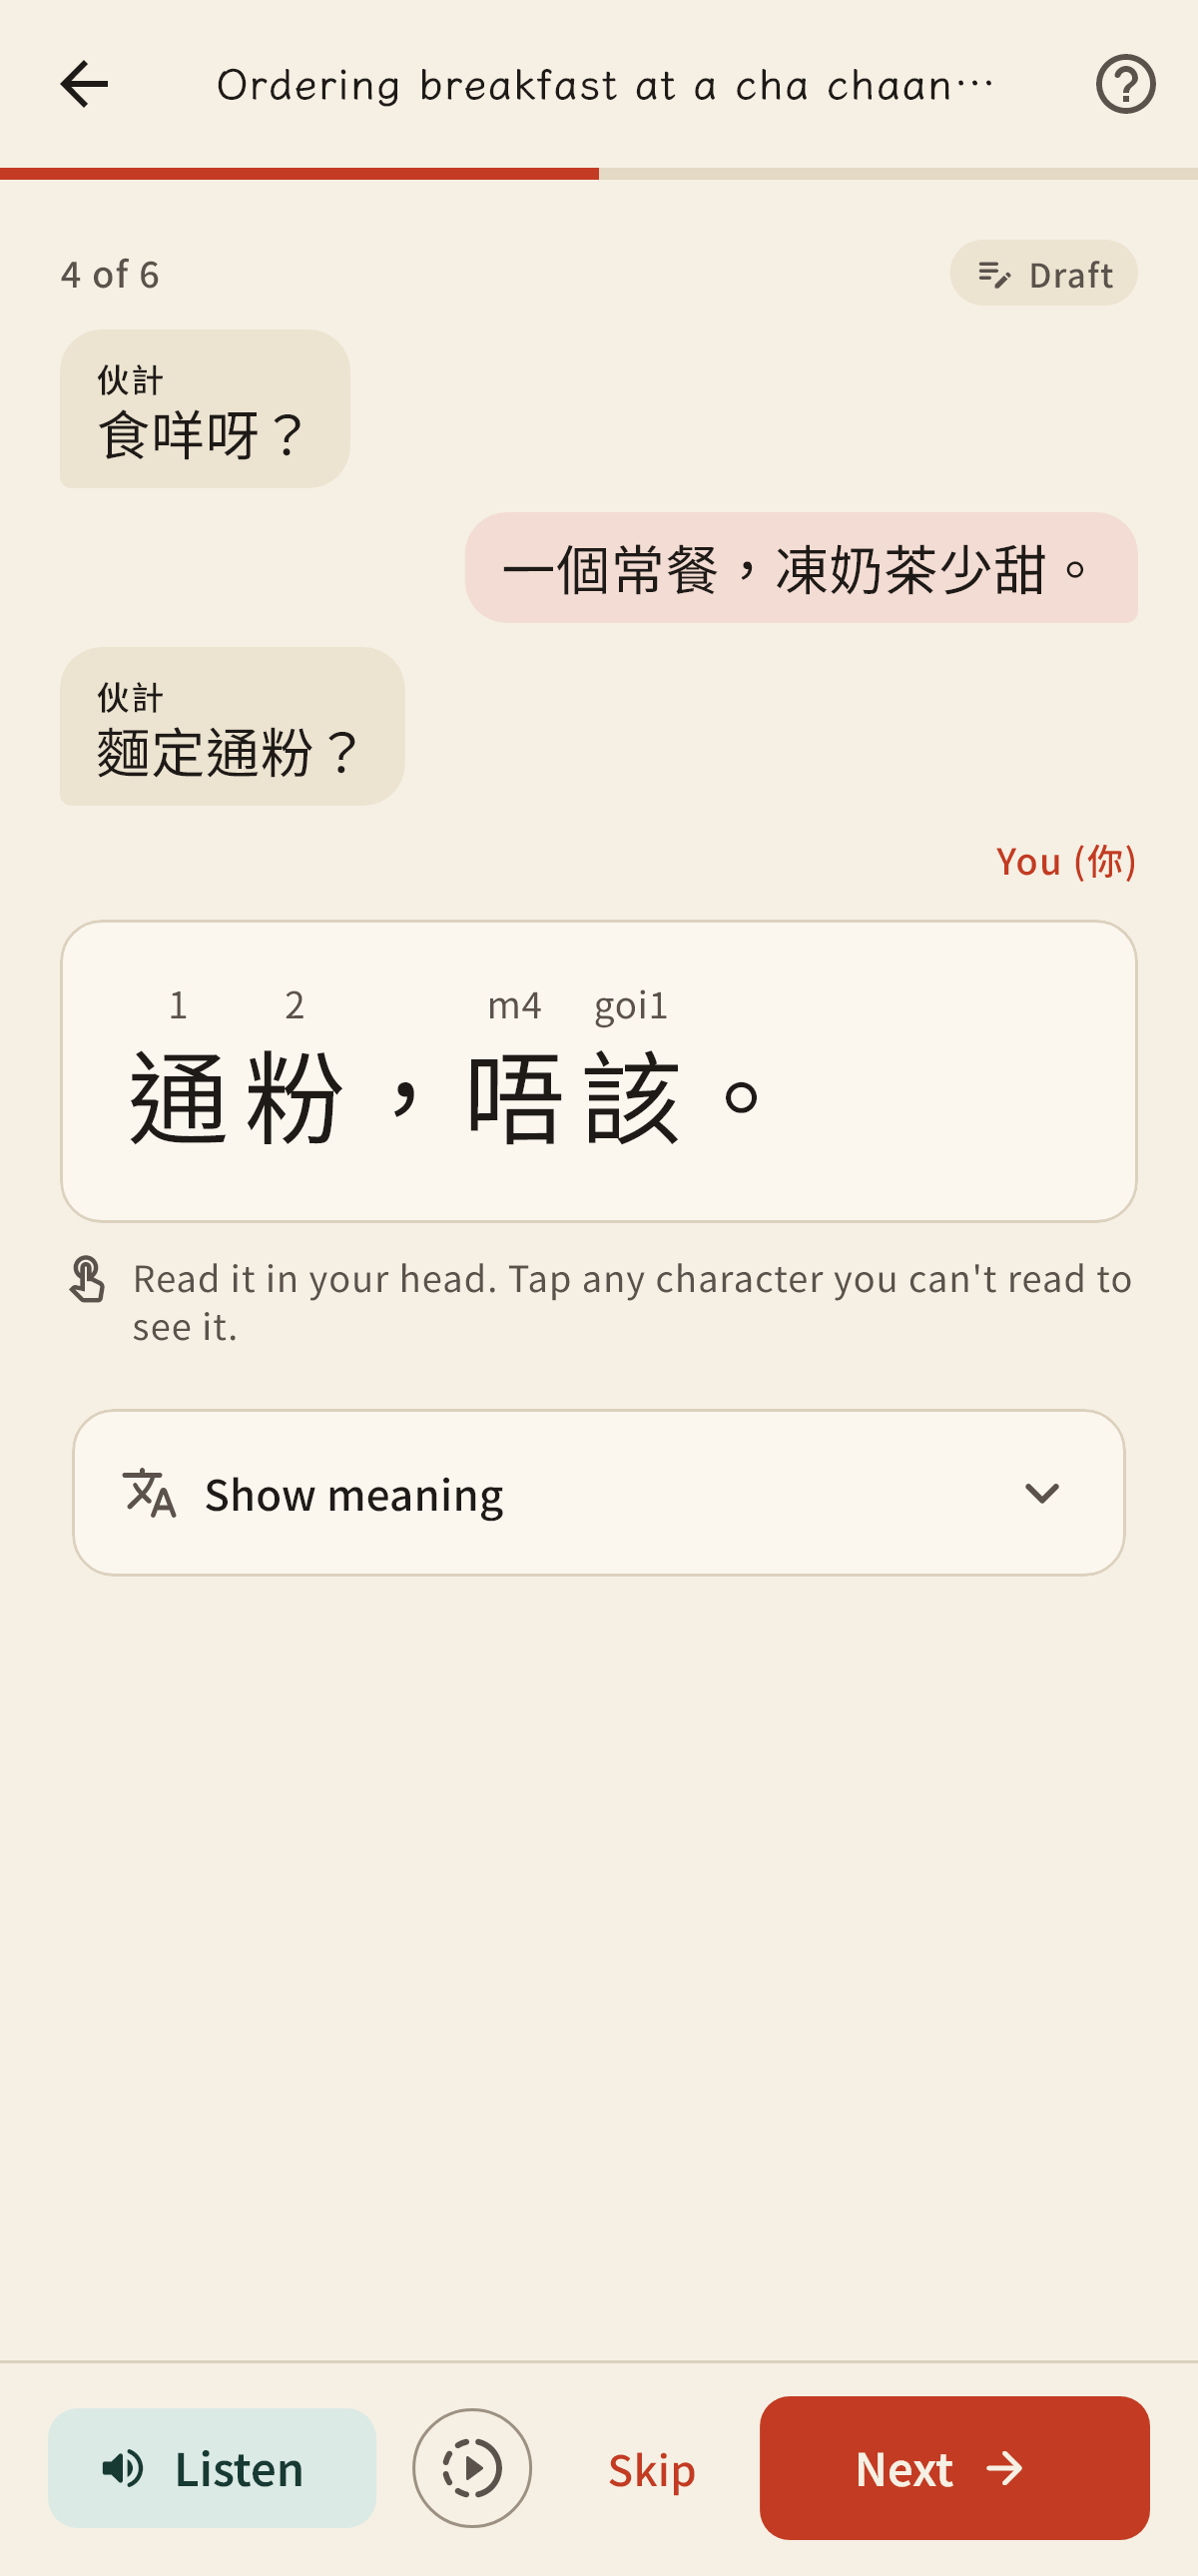 Ordering breakfast at a cha chaan…
4 of 6
Draft
伙計
食咩呀？
一個常餐，凍奶茶少甜。
伙計
麵定通粉？
You (你)
1 2 m4 goi1
通粉，唔該。
Read it in your head. Tap any character you can't read to
see it.
Show meaning
Listen
Skip
Next